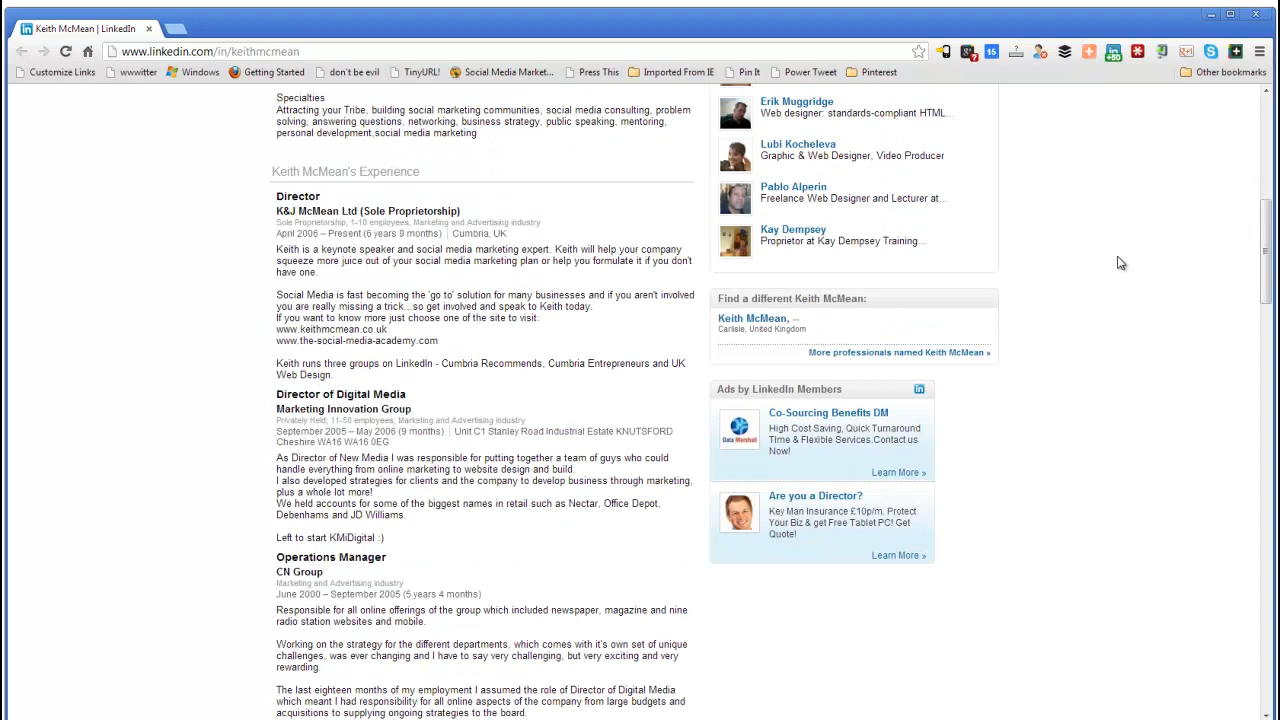 Keith McMean | LinkedIn
www.linkedin.com/in/keithmcmean
Customize Links
wwwitter
Windows
Getting Started
don't be evil
TinyURL!
Social Media Market...
Press This
Imported From IE
Pin It
Power Tweet
Pinterest
Other bookmarks
Specialties
Attracting your Tribe, building social marketing communities, social media consulting, problem
solving, answering questions, networking, business strategy, public speaking, mentoring,
personal development,social media marketing
Keith McMean's Experience
Director
K&J McMean Ltd (Sole Proprietorship)
Sole Proprietorship; 1-10 employees; Marketing and Advertising industry
April 2006 – Present (6 years 9 months) | Cumbria, UK
Keith is a keynote speaker and social media marketing expert. Keith will help your company
squeeze more juice out of your social media marketing plan or help you formulate it if you don't
have one.
Social Media is fast becoming the 'go to' solution for many businesses and if you aren't involved
you are really missing a trick...so get involved and speak to Keith today.
If you want to know more just choose one of the site to visit:
www.keithmcmean.co.uk
www.the-social-media-academy.com
Keith runs three groups on LinkedIn - Cumbria Recommends, Cumbria Entrepreneurs and UK
Web Design.
Director of Digital Media
Marketing Innovation Group
Privately Held; 11-50 employees; Marketing and Advertising industry
September 2005 – May 2006 (9 months) | Unit C1 Stanley Road Industrial Estate KNUTSFORD
Cheshire WA16 WA16 0EG
As Director of New Media I was responsible for putting together a team of guys who could
handle everything from online marketing to website design and build.
I also developed strategies for clients and the company to develop business through marketing,
plus a whole lot more!
We held accounts for some of the biggest names in retail such as Nectar, Office Depot,
Debenhams and JD Williams.
Left to start KMiDigital :)
Operations Manager
CN Group
Marketing and Advertising industry
June 2000 – September 2005 (5 years 4 months)
Responsible for all online offerings of the group which included newspaper, magazine and nine
radio station websites and mobile.
Working on the strategy for the different departments, which comes with it's own set of unique
challenges, was ever changing and I have to say very challenging, but very exciting and very
rewarding.
The last eighteen months of my employment I assumed the role of Director of Digital Media
which meant I had responsibility for all online aspects of the company from large budgets and
acquisitions to supplying ongoing strategies to the board.
Erik Muggridge
Web designer: standards-compliant HTML...
Lubi Kocheleva
Graphic & Web Designer, Video Producer
Pablo Alperin
Freelance Web Designer and Lecturer at...
Kay Dempsey
Proprietor at Kay Dempsey Training...
Find a different Keith McMean:
Keith McMean, --
Carlisle, United Kingdom
More professionals named Keith McMean »
Ads by LinkedIn Members
Co-Sourcing Benefits DM
High Cost Saving, Quick Turnaround
Time & Flexible Services.Contact us
Now!
Data Marshall
Learn More »
Are you a Director?
Key Man Insurance £10p/m. Protect
Your Biz & get Free Tablet PC! Get
Quote!
Learn More »